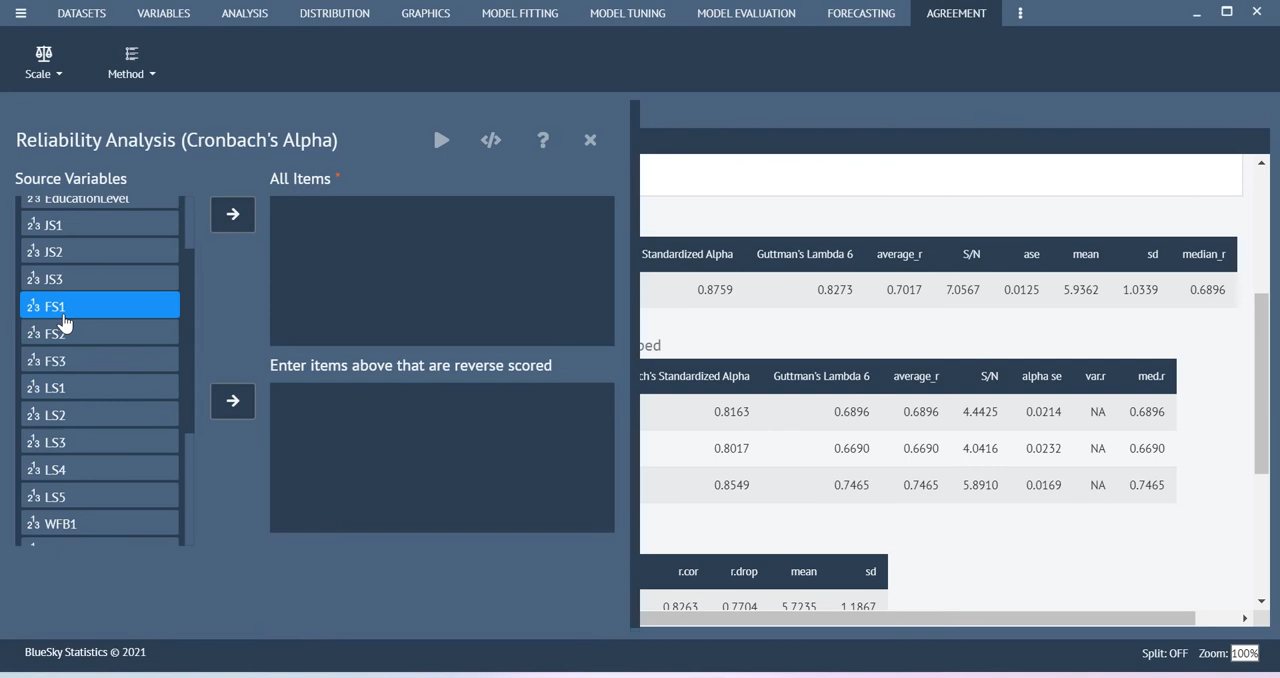 DATASETS VARIABLES ANALYSIS DISTRIBUTION GRAPHICS MODEL FITTING MODEL TUNING MODEL EVALUATION FORECASTING AGREEMENT
Scale Method
Reliability Analysis (Cronbach's Alpha)
Source Variables
EducationLevel
JS1
JS2
JS3
FS1
FS2
FS3
LS1
LS2
LS3
LS4
LS5
WFB1
All Items *
Enter items above that are reverse scored
Standardized Alpha Guttman's Lambda 6 average_r S/N ase mean sd median_r
0.8759 0.8273 0.7017 7.0567 0.0125 5.9362 1.0339 0.6896
Standardized Alpha Guttman's Lambda 6 average_r S/N alpha se var.r med.r
0.8163 0.6896 0.6896 4.4425 0.0214 NA 0.6896
0.8017 0.6690 0.6690 4.0416 0.0232 NA 0.6690
0.8549 0.7465 0.7465 5.8910 0.0169 NA 0.7465
r.cor r.drop mean sd
0.8263 0.7704 5.7235 1.1867
BlueSky Statistics © 2021
Split: OFF Zoom: 100%